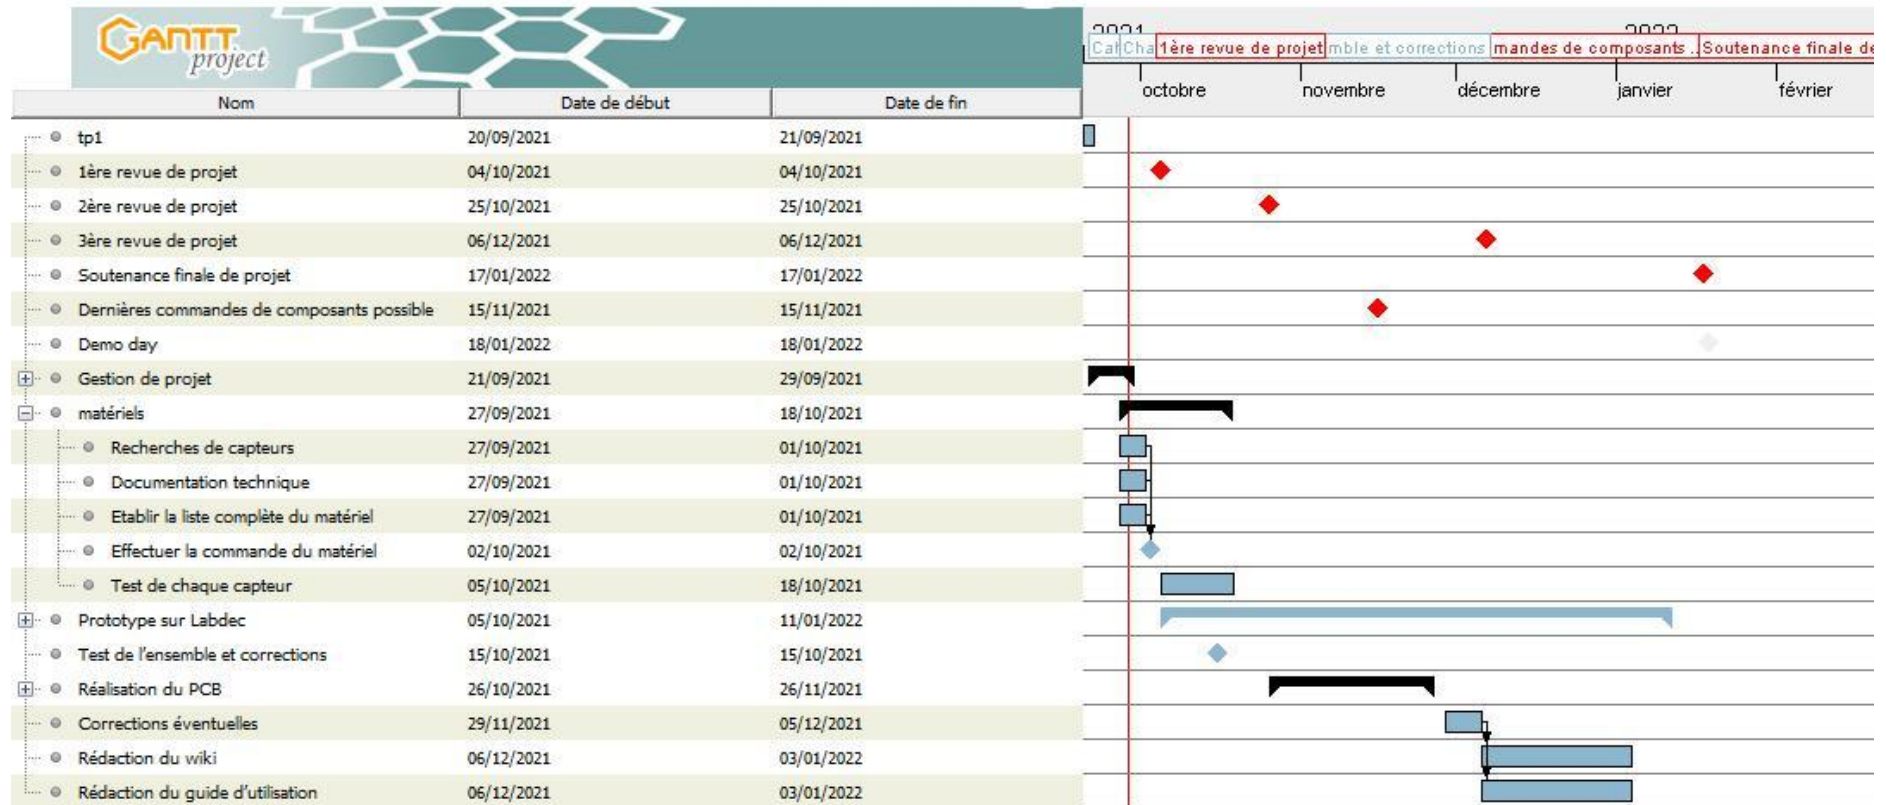 GANTT
project
2021 2022
Cal Cha 1ère revue de projet mble et corrections mandes de composants .. Soutenance finale de
octobre novembre décembre janvier février
Nom Date de début Date de fin
tp1 20/09/2021 21/09/2021
1ère revue de projet 04/10/2021 04/10/2021
2ère revue de projet 25/10/2021 25/10/2021
3ère revue de projet 06/12/2021 06/12/2021
Soutenance finale de projet 17/01/2022 17/01/2022
Dernières commandes de composants possible 15/11/2021 15/11/2021
Demo day 18/01/2022 18/01/2022
Gestion de projet 21/09/2021 29/09/2021
matériels 27/09/2021 18/10/2021
Recherches de capteurs 27/09/2021 01/10/2021
Documentation technique 27/09/2021 01/10/2021
Etablir la liste complète du matériel 27/09/2021 01/10/2021
Effectuer la commande du matériel 02/10/2021 02/10/2021
Test de chaque capteur 05/10/2021 18/10/2021
Prototype sur Labdec 05/10/2021 11/01/2022
Test de l'ensemble et corrections 15/10/2021 15/10/2021
Réalisation du PCB 26/10/2021 26/11/2021
Corrections éventuelles 29/11/2021 05/12/2021
Rédaction du wiki 06/12/2021 03/01/2022
Rédaction du guide d'utilisation 06/12/2021 03/01/2022